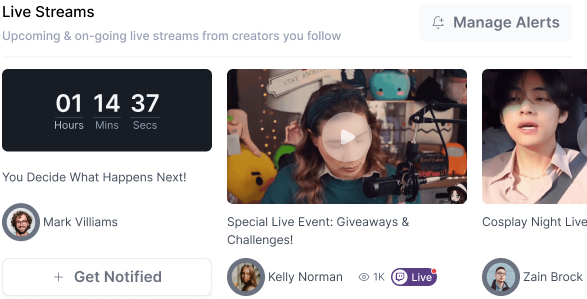 Live Streams
Manage Alerts
Upcoming & on-going live streams from creators you follow
01 14 37
Hours Mins Secs
You Decide What Happens Next!
Mark Villiams
+ Get Notified
STAY AWKWARD
Special Live Event: Giveaways &
Challenges!
Kelly Norman 1K Live
Cosplay Night Live
Zain Brock